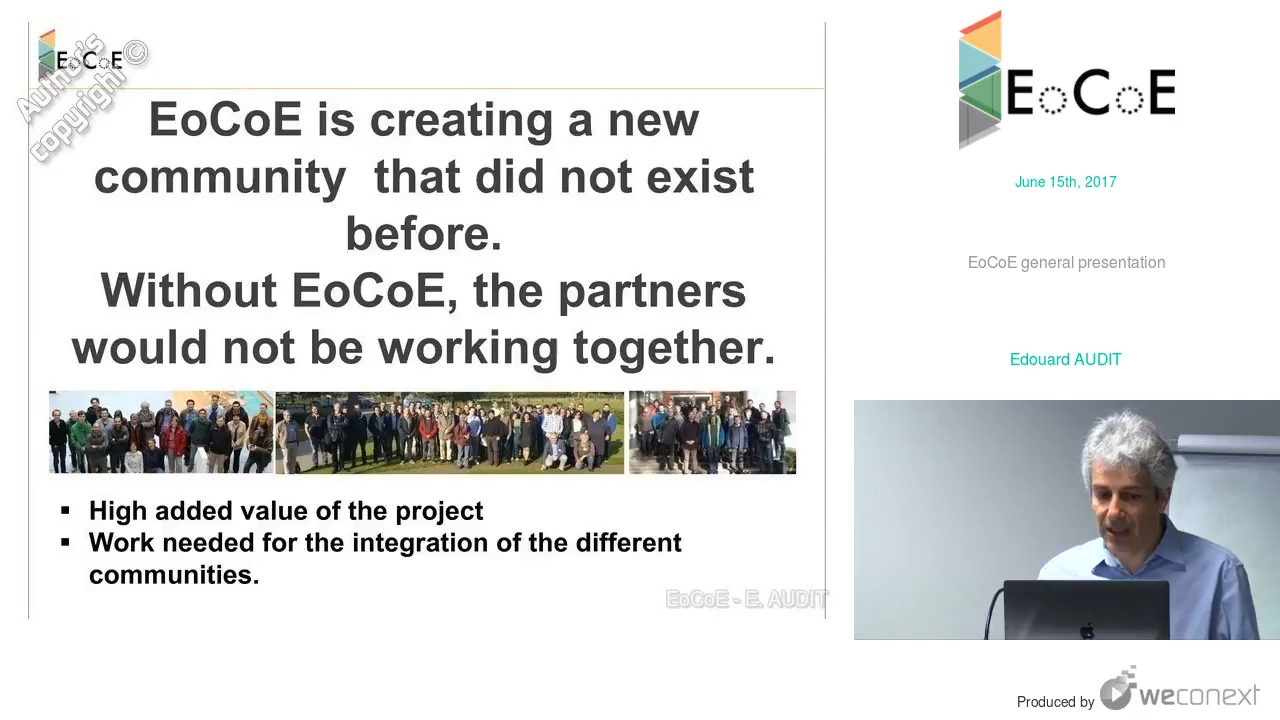 EoCoE
Author's
copyright ©
EoCoE is creating a new
community that did not exist
before.
Without EoCoE, the partners
would not be working together.
▪ High added value of the project
▪ Work needed for the integration of the different
communities.
EoCoE - E. AUDIT
EoCoE
June 15th, 2017
EoCoE general presentation
Edouard AUDIT
Produced by weconext